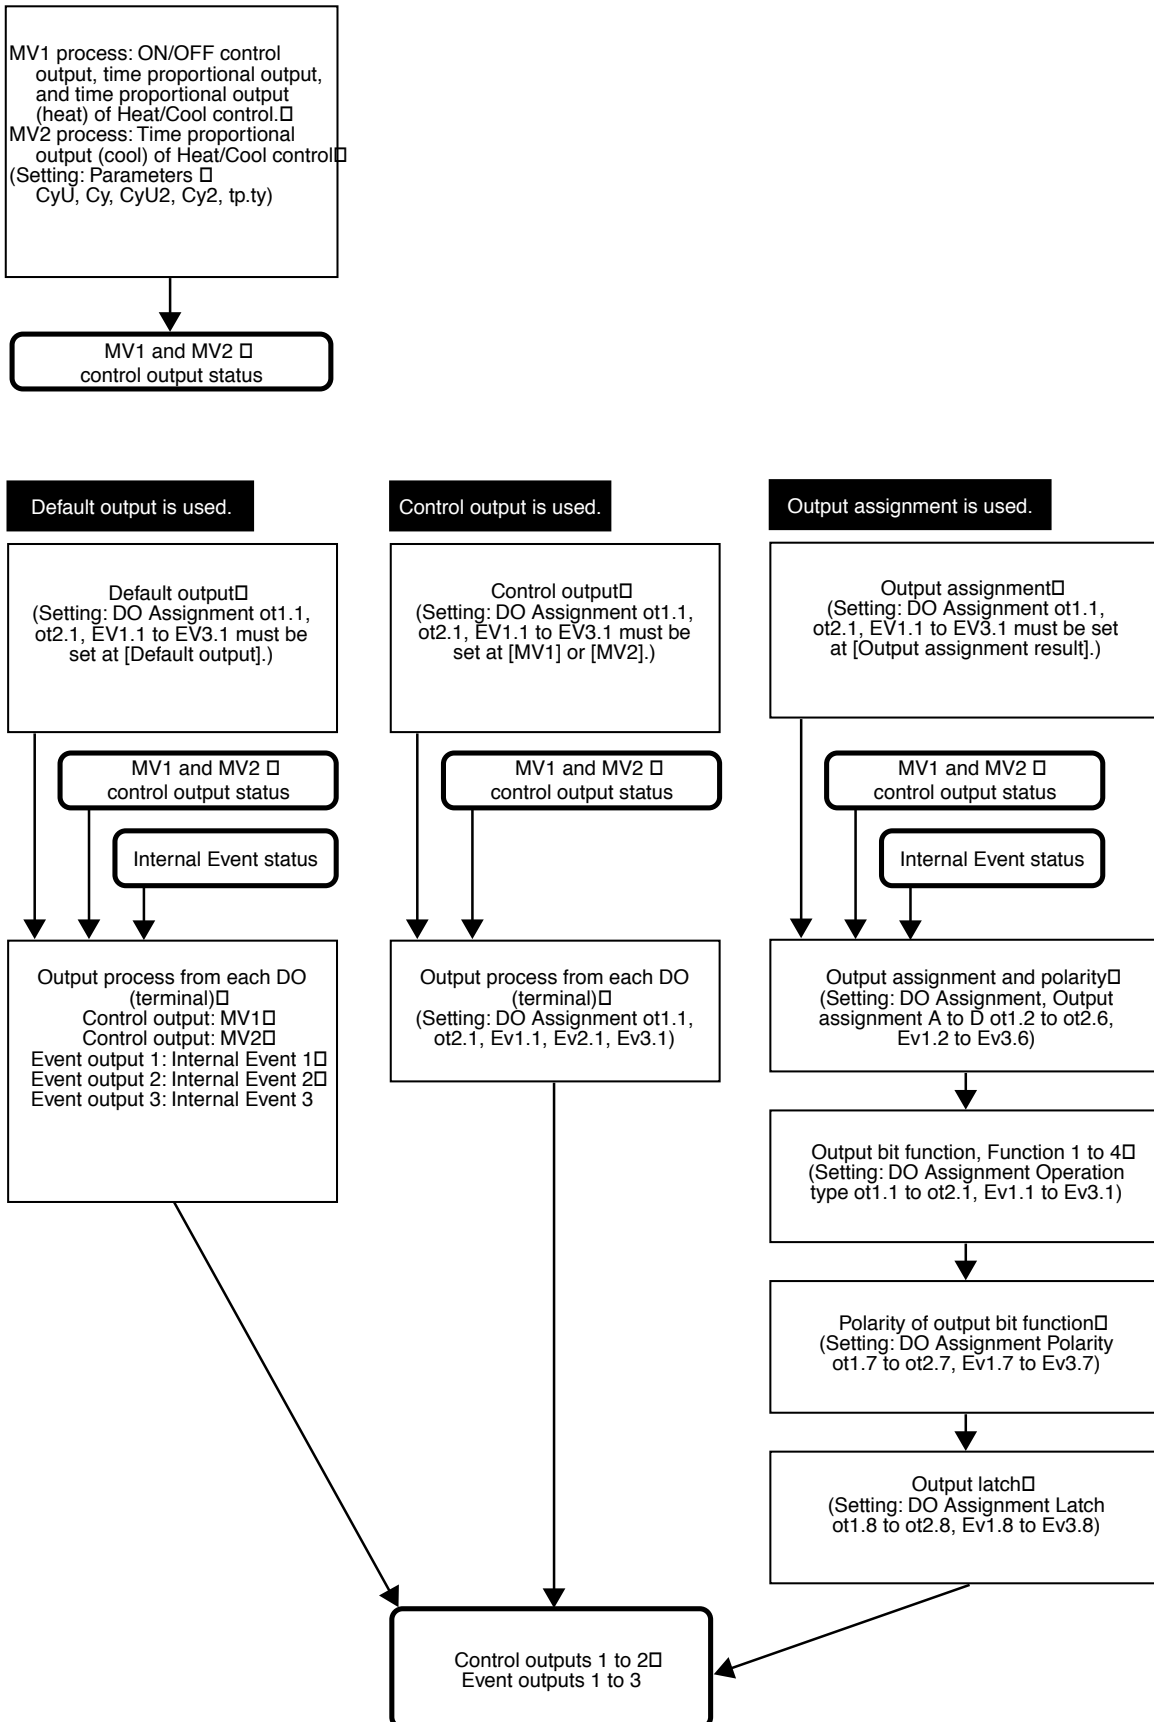 MV1 process: ON/OFF control
output, time proportional output,
and time proportional output
(heat) of Heat/Cool control.□
MV2 process: Time proportional
output (cool) of Heat/Cool control□
(Setting: Parameters □
CyU, Cy, CyU2, Cy2, tp.ty)
MV1 and MV2 □
control output status
Default output is used.
Default output□
(Setting: DO Assignment ot1.1,
ot2.1, EV1.1 to EV3.1 must be
set at [Default output].)
MV1 and MV2 □
control output status
Internal Event status
Output process from each DO
(terminal)□
Control output: MV1□
Control output: MV2□
Event output 1: Internal Event 1□
Event output 2: Internal Event 2□
Event output 3: Internal Event 3
Control output is used.
Control output□
(Setting: DO Assignment ot1.1,
ot2.1, EV1.1 to EV3.1 must be
set at [MV1] or [MV2].)
MV1 and MV2 □
control output status
Output process from each DO
(terminal)□
(Setting: DO Assignment ot1.1,
ot2.1, Ev1.1, Ev2.1, Ev3.1)
Output assignment is used.
Output assignment□
(Setting: DO Assignment ot1.1,
ot2.1, EV1.1 to EV3.1 must be set
at [Output assignment result].)
MV1 and MV2 □
control output status
Internal Event status
Output assignment and polarity□
(Setting: DO Assignment, Output
assignment A to D ot1.2 to ot2.6,
Ev1.2 to Ev3.6)
Output bit function, Function 1 to 4□
(Setting: DO Assignment Operation
type ot1.1 to ot2.1, Ev1.1 to Ev3.1)
Polarity of output bit function□
(Setting: DO Assignment Polarity
ot1.7 to ot2.7, Ev1.7 to Ev3.7)
Output latch□
(Setting: DO Assignment Latch
ot1.8 to ot2.8, Ev1.8 to Ev3.8)
Control outputs 1 to 2□
Event outputs 1 to 3